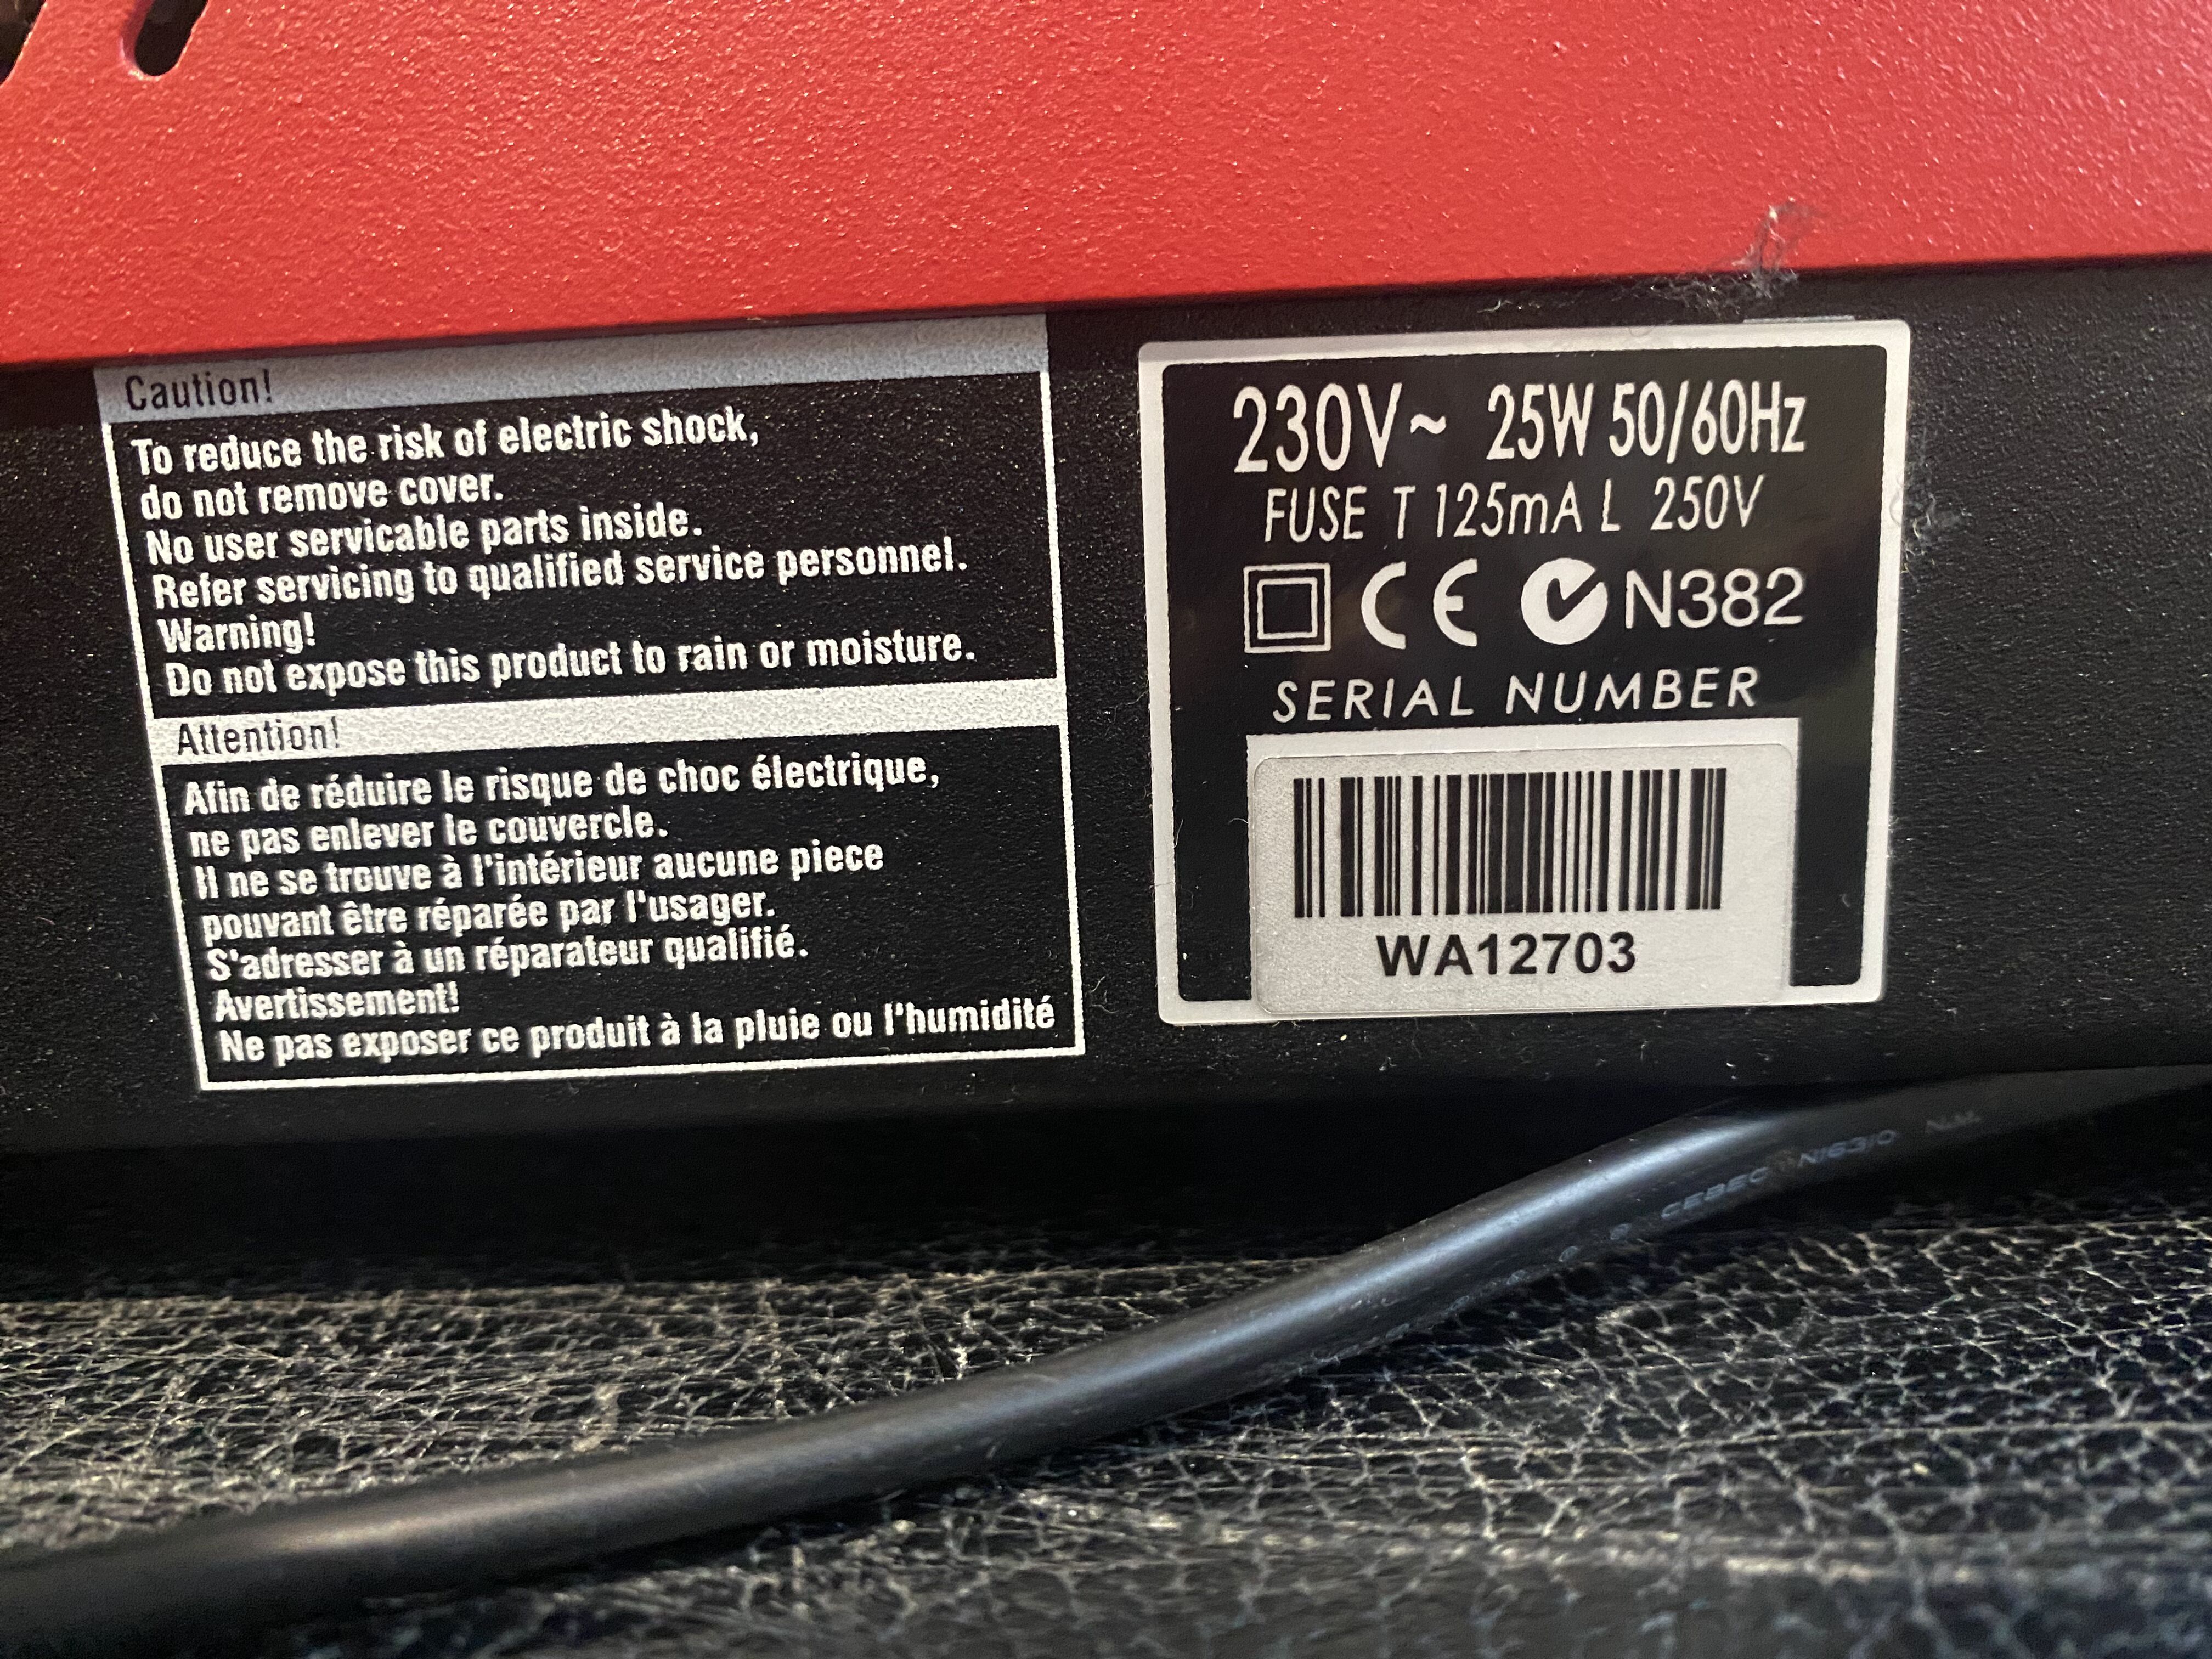 Caution!
To reduce the risk of electric shock,
do not remove cover.
No user servicable parts inside.
Refer servicing to qualified service personnel.
Warning!
Do not expose this product to rain or moisture.
Attention!
Afin de réduire le risque de choc électrique,
ne pas enlever le couvercle.
Il ne se trouve à l'intérieur aucune piece
pouvant être réparée par l'usager.
S'adresser à un réparateur qualifié.
Avertissement!
Ne pas exposer ce produit à la pluie ou l'humidité
230V~ 25W 50/60Hz
FUSE T 125mA L 250V
CE N382
SERIAL NUMBER
WA12703
CEBEC N16310